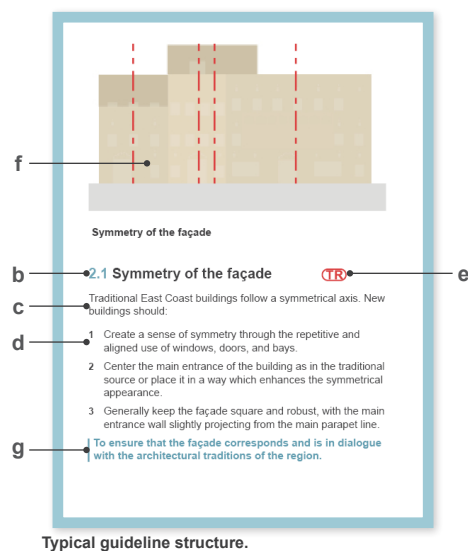 f
Symmetry of the façade
b
2.1 Symmetry of the façade
TR
e
c
Traditional East Coast buildings follow a symmetrical axis. New
buildings should:
d
1 Create a sense of symmetry through the repetitive and
aligned use of windows, doors, and bays.
2 Center the main entrance of the building as in the traditional
source or place it in a way which enhances the symmetrical
appearance.
3 Generally keep the façade square and robust, with the main
entrance wall slightly projecting from the main parapet line.
g
To ensure that the façade corresponds and is in dialogue
with the architectural traditions of the region.
Typical guideline structure.